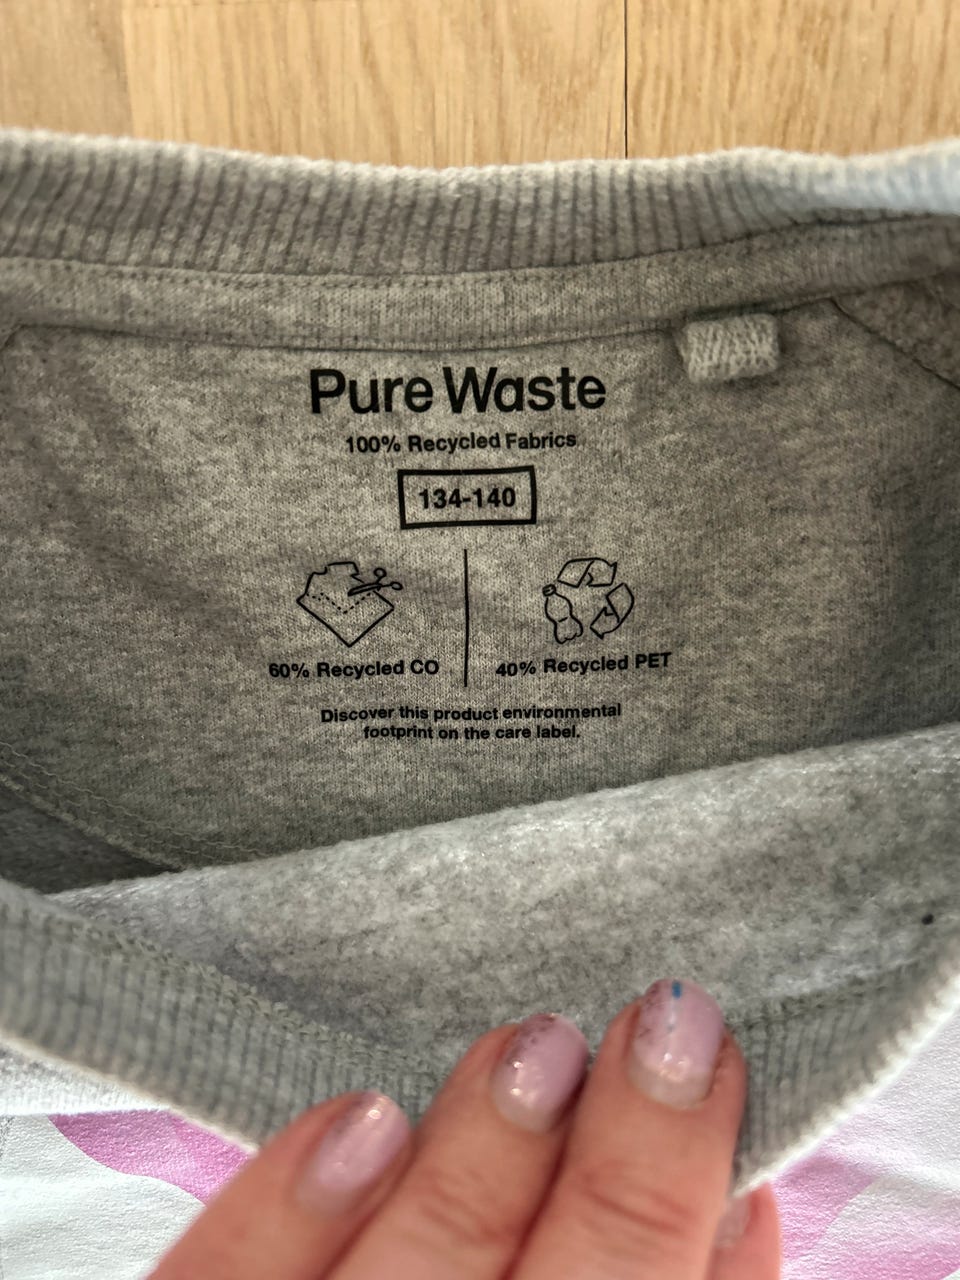 Pure Waste
100% Recycled Fabrics
134-140
60% Recycled CO
40% Recycled PET
Discover this product environmental
footprint on the care label.